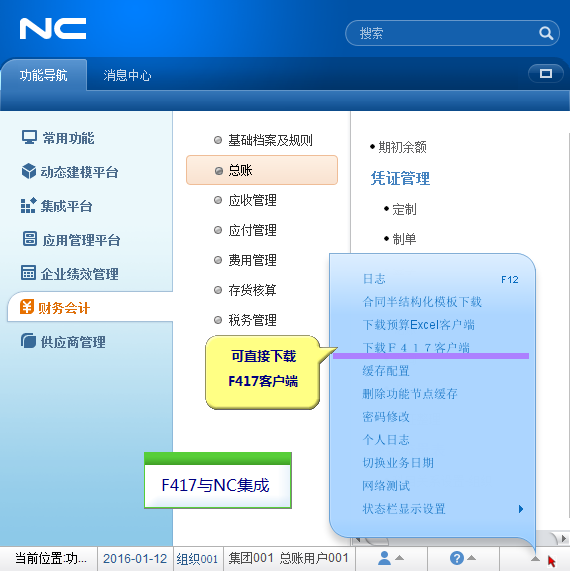 NC
搜索
功能导航
消息中心
常用功能
动态建模平台
集成平台
应用管理平台
企业绩效管理
财务会计
供应商管理
基础档案及规则
总账
应收管理
应付管理
费用管理
存货核算
税务管理
期初余额
凭证管理
定制
制单
日志 F12
合同半结构化模板下载
下载预算Excel客户端
下载F417客户端
缓存配置
删除功能节点缓存
密码修改
个人日志
切换业务日期
网络测试
状态栏显示设置
可直接下载
F417客户端
F417与NC集成
当前位置:功...
2016-01-12
组织001
集团001 总账用户001